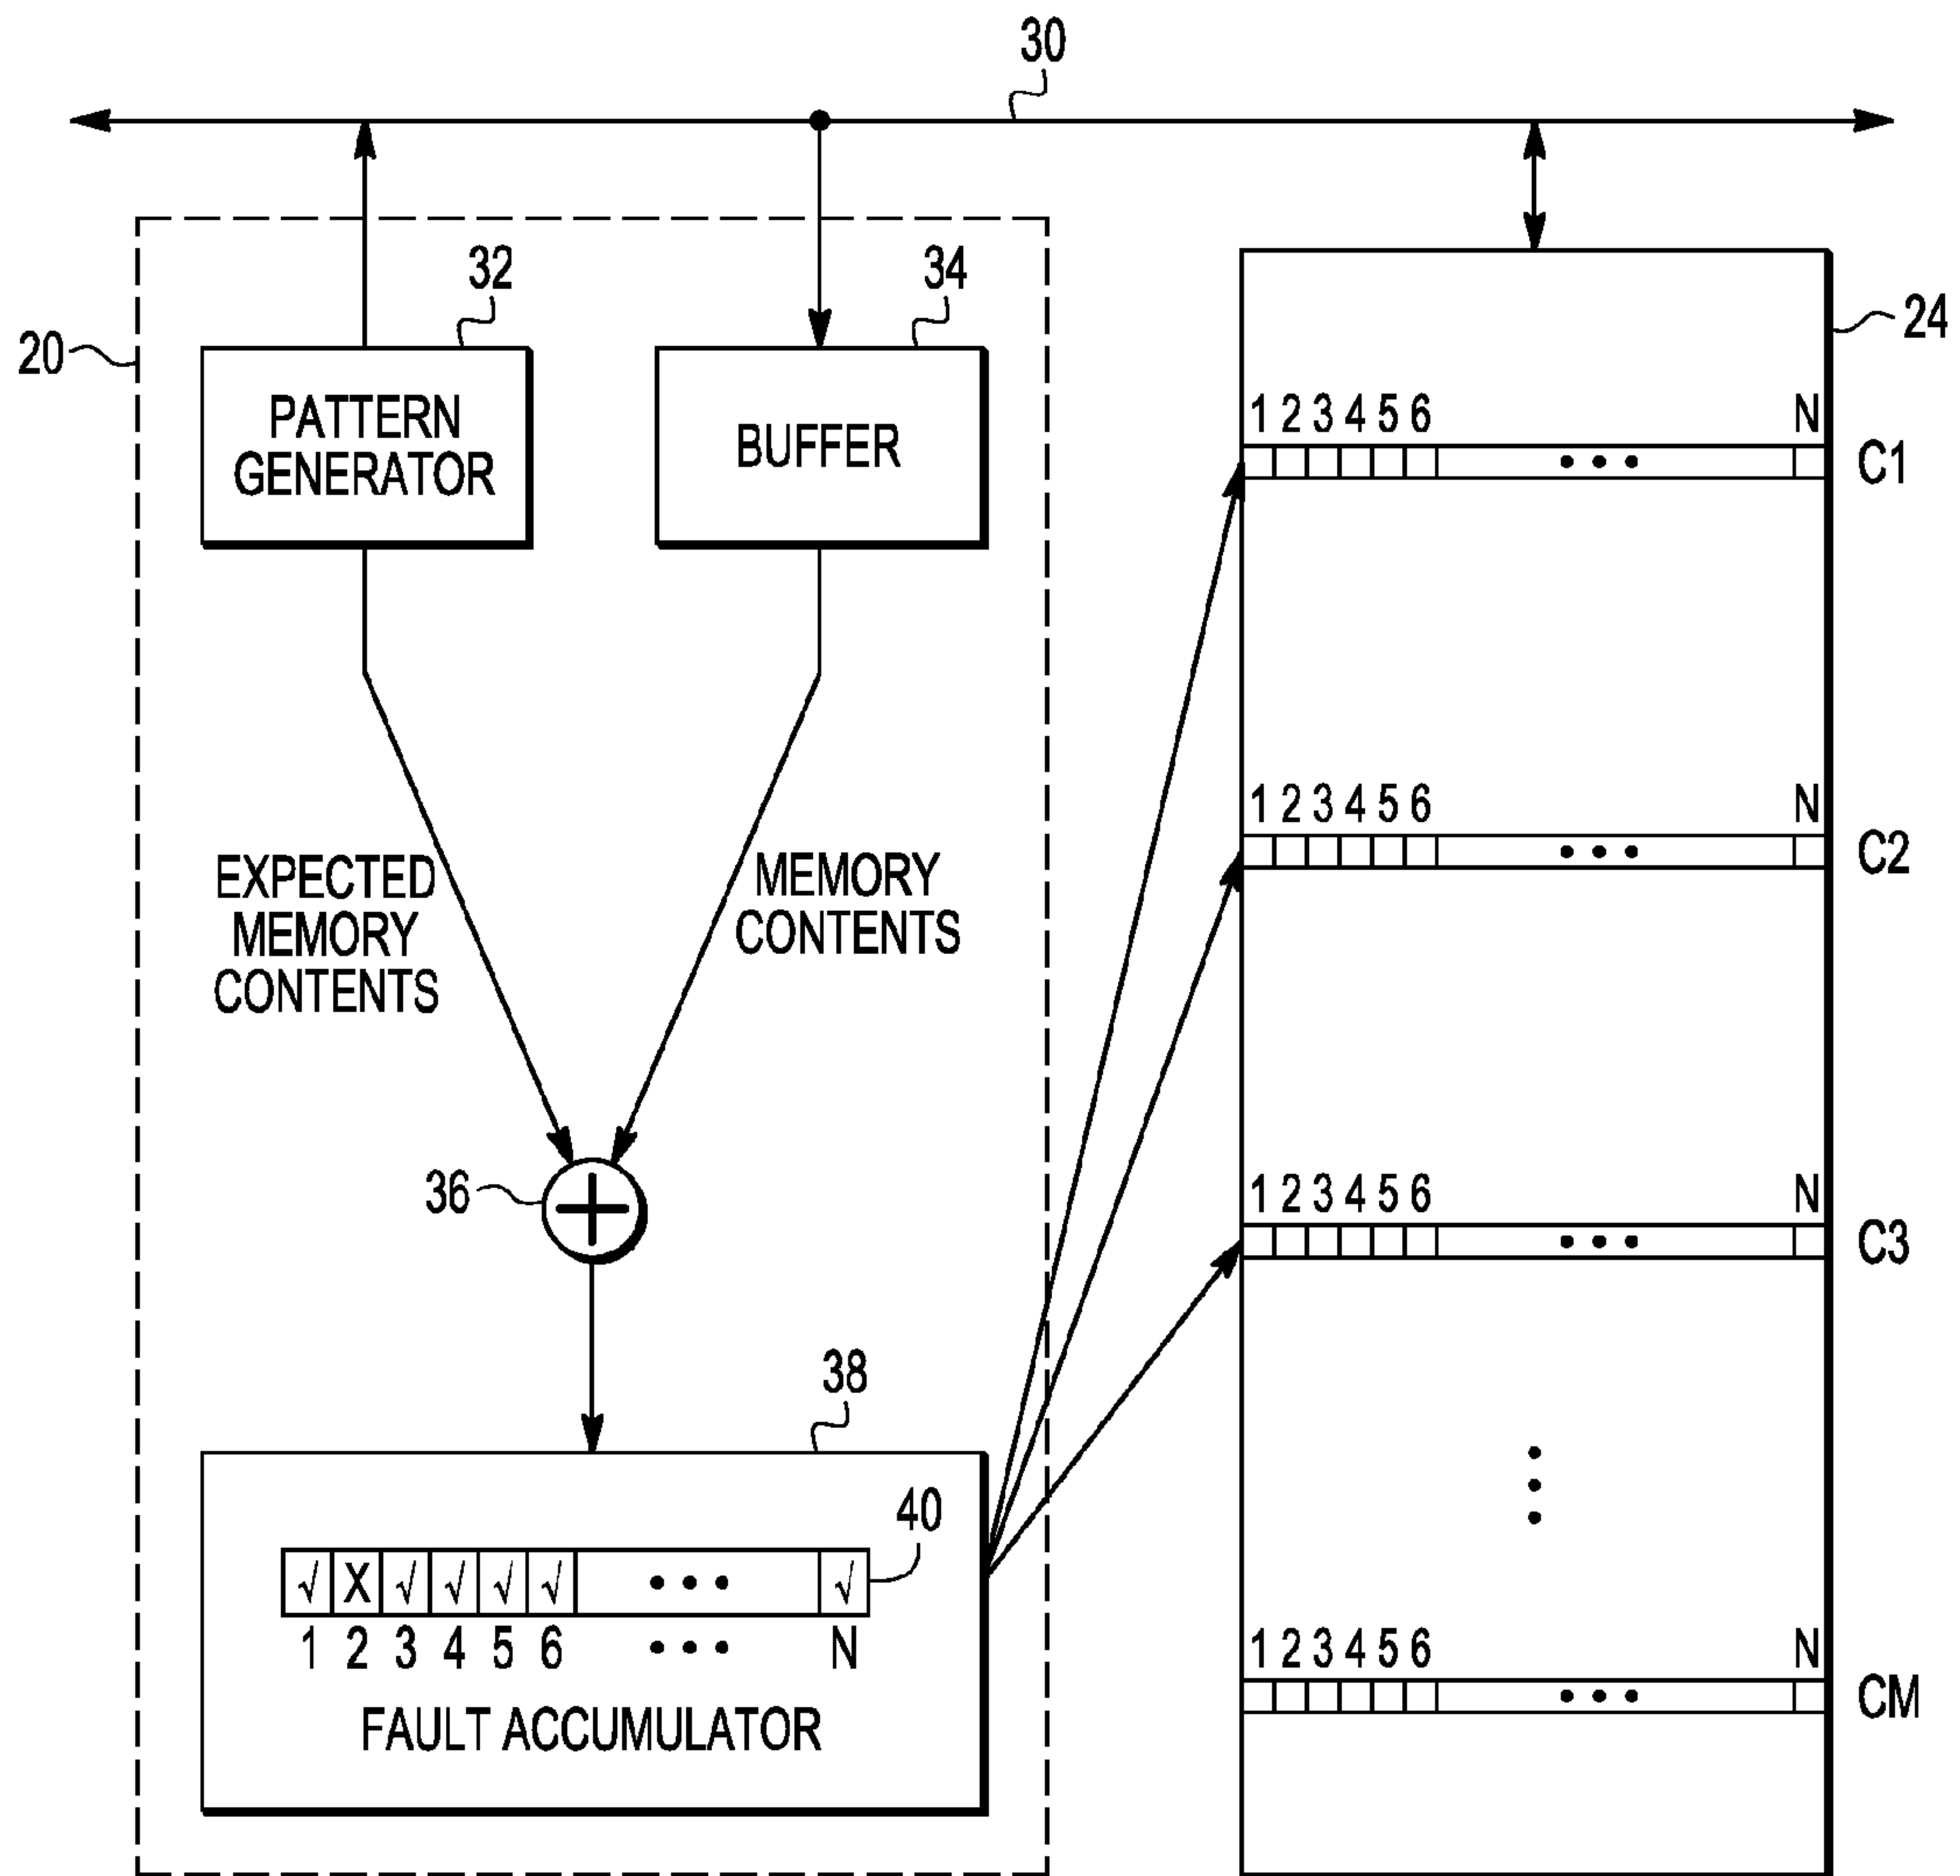 30
32
34
20
24
PATTERN
GENERATOR
BUFFER
1 2 3 4 5 6 ••• N
C1
EXPECTED
MEMORY
CONTENTS
MEMORY
CONTENTS
1 2 3 4 5 6 ••• N
C2
36
+
1 2 3 4 5 6 ••• N
C3
38
40
√ X √ √ √ √ ••• √
1 2 3 4 5 6 ••• N
FAULT ACCUMULATOR
1 2 3 4 5 6 ••• N
CM